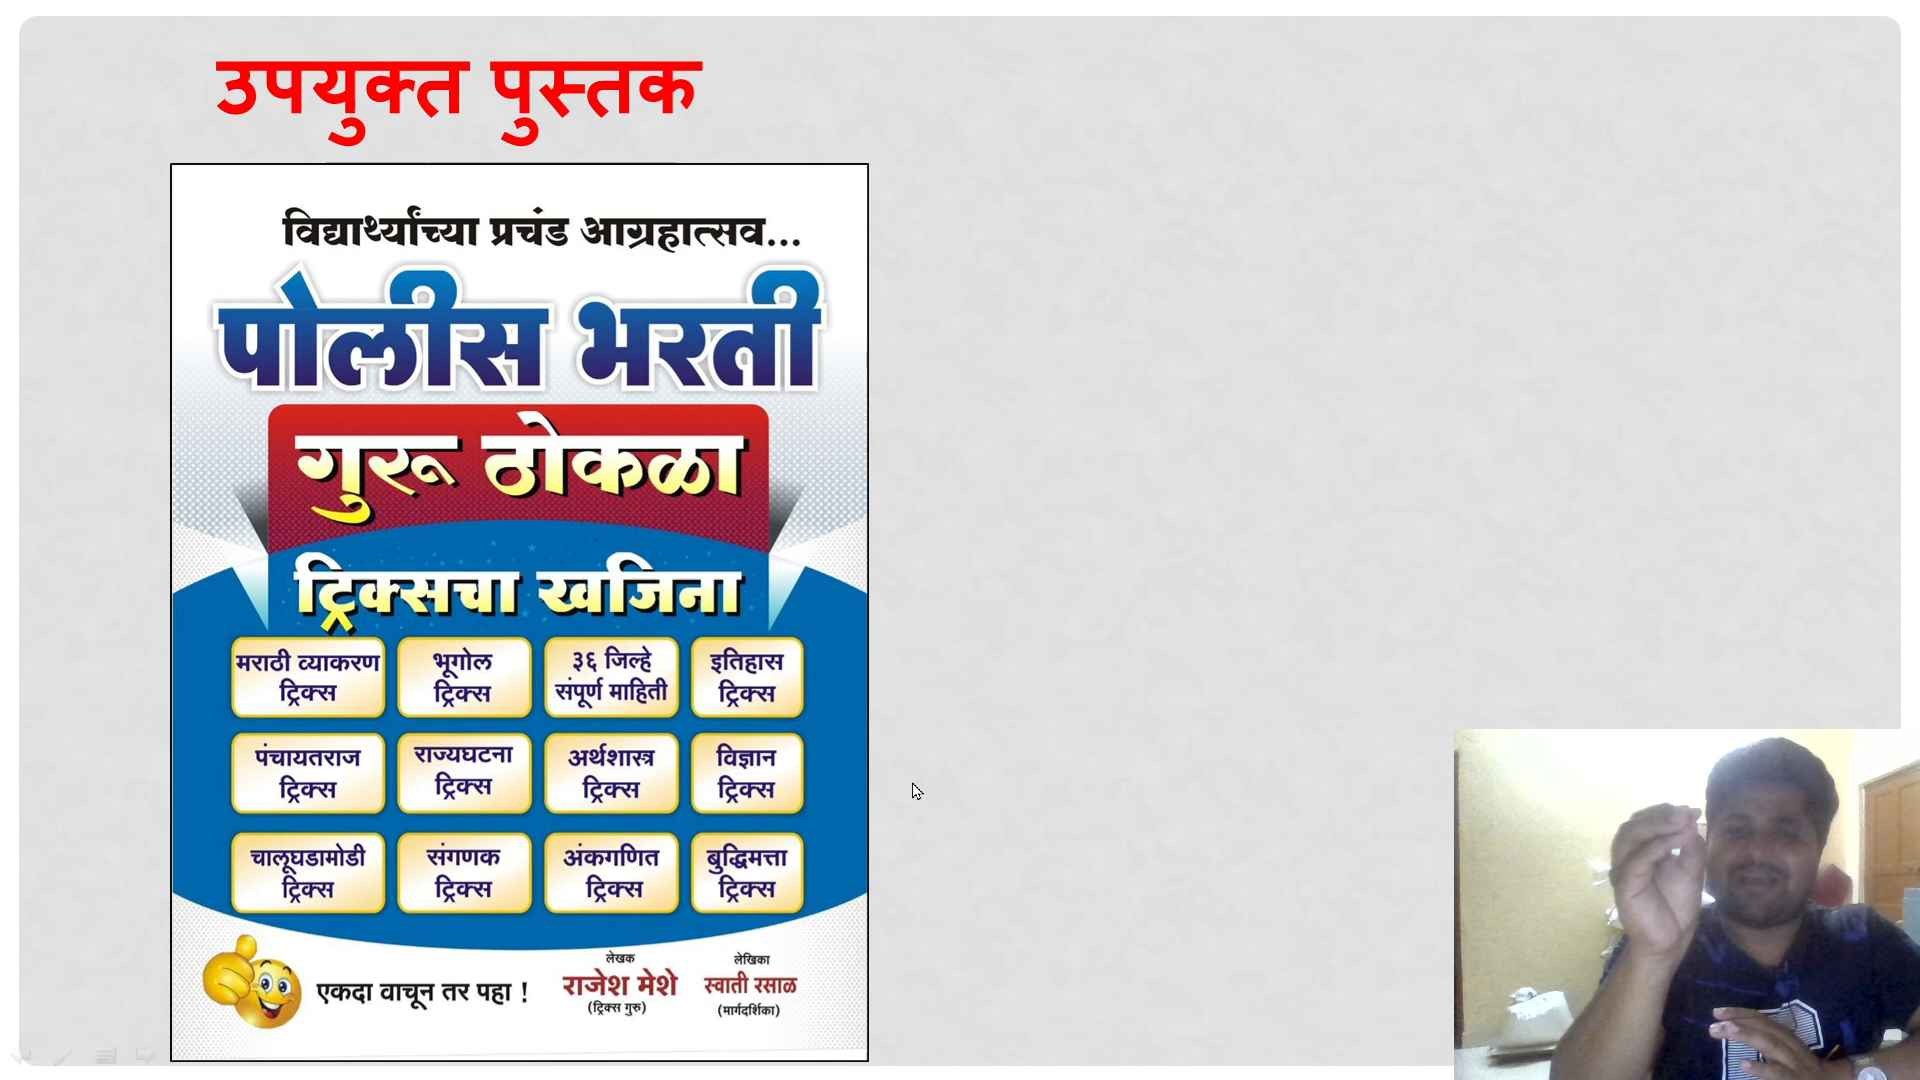 उपयुक्त पुस्तक
विद्यार्थ्यांच्या प्रचंड आग्रहात्सव...
पोलीस भरती
गुरू ठोकळा
ट्रिक्सचा खजिना
मराठी व्याकरण ट्रिक्स
भूगोल ट्रिक्स
३६ जिल्हे संपूर्ण माहिती
इतिहास ट्रिक्स
पंचायतराज ट्रिक्स
राज्यघटना ट्रिक्स
अर्थशास्त्र ट्रिक्स
विज्ञान ट्रिक्स
चालूघडामोडी ट्रिक्स
संगणक ट्रिक्स
अंकगणित ट्रिक्स
बुद्धिमत्ता ट्रिक्स
एकदा वाचून तर पहा !
लेखक
राजेश मेशे
(ट्रिक्स गुरु)
लेखिका
स्वाती रसाळ
(मार्गदर्शिका)